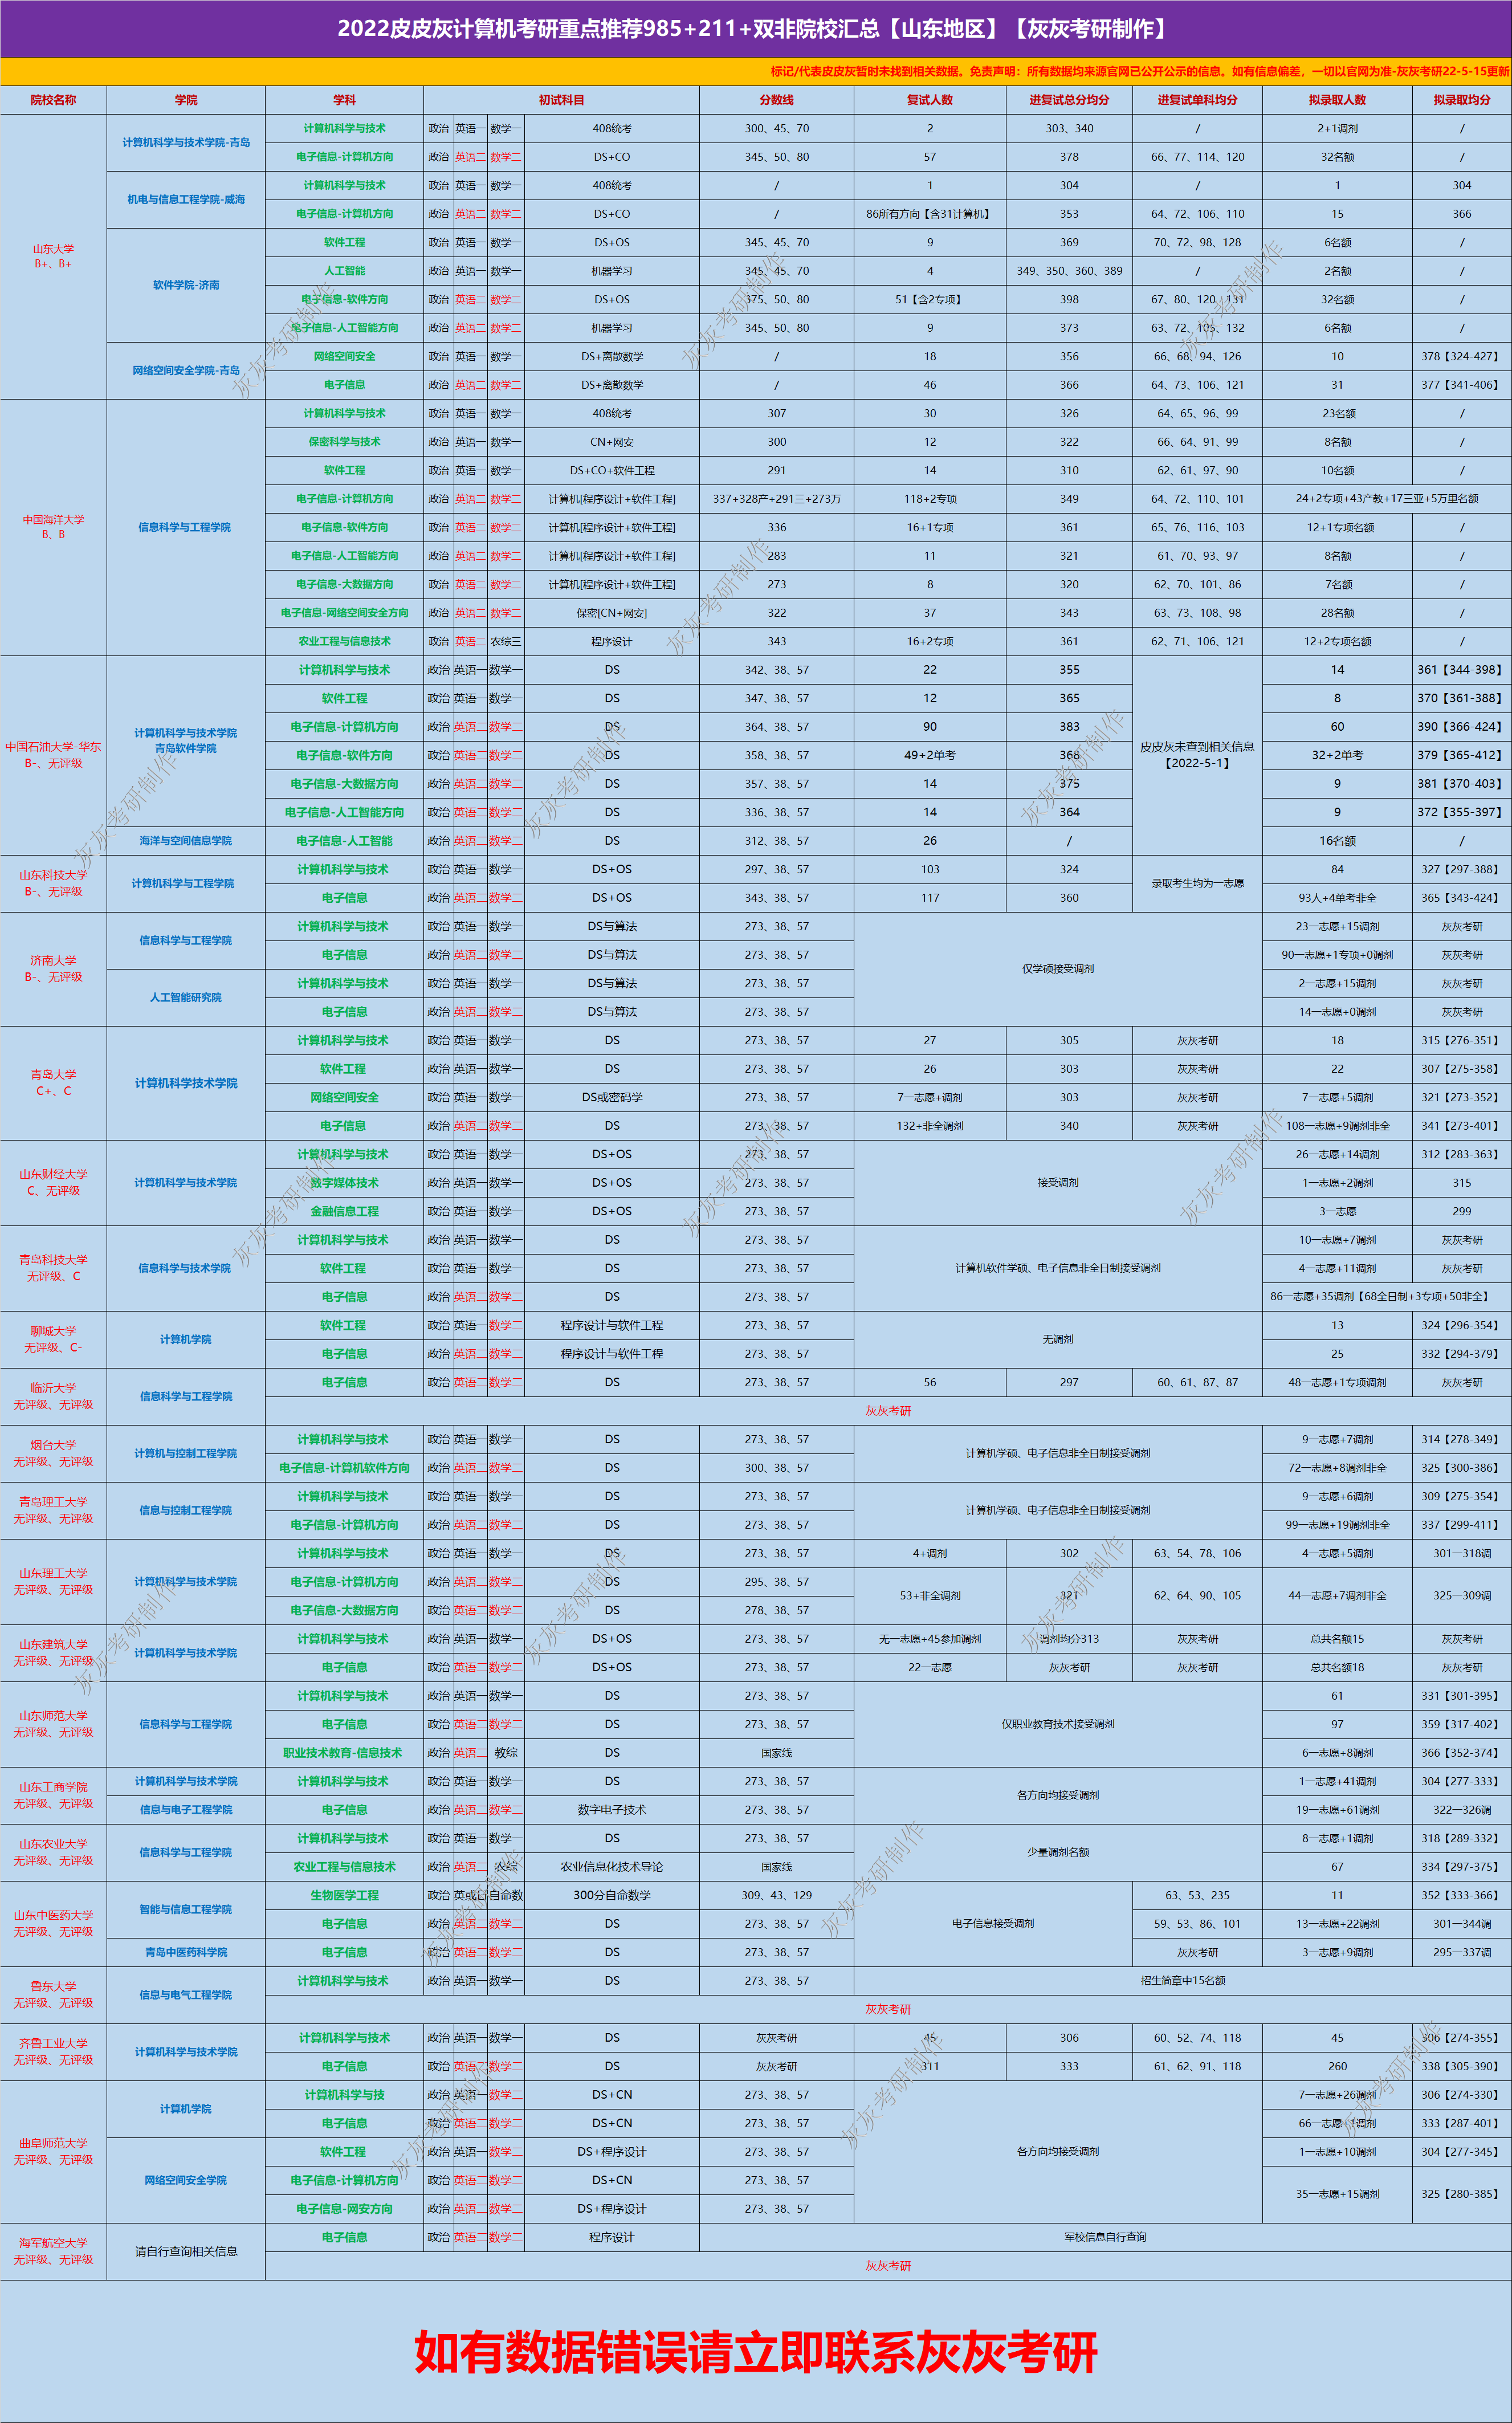 2022皮皮灰计算机考研重点推荐985+211+双非院校汇总【山东地区】【灰灰考研制作】
标记/代表皮皮灰暂时未找到相关数据。免责声明：所有数据均来源官网已公开公示的信息。如有信息偏差，一切以官网为准-灰灰考研22-5-15更新
院校名称 学院 学科 初试科目 分数线 复试人数 进复试总分均分 进复试单科均分 拟录取人数 拟录取均分
山东大学 B+、B+
计算机科学与技术学院-青岛
计算机科学与技术 政治 英语一 数学一 408统考 300、45、70 2 303、340 / 2+1调剂 /
电子信息-计算机方向 政治 英语二 数学二 DS+CO 345、50、80 57 378 66、77、114、120 32名额 /
机电与信息工程学院-威海
计算机科学与技术 政治 英语一 数学一 408统考 / 1 304 / 1 304
电子信息-计算机方向 政治 英语二 数学二 DS+CO / 86所有方向【含31计算机】 353 64、72、106、110 15 366
软件学院-济南
软件工程 政治 英语一 数学一 DS+OS 345、45、70 9 369 70、72、98、128 6名额 /
人工智能 政治 英语一 数学一 机器学习 345、45、70 4 349、350、360、389 / 2名额 /
电子信息-软件方向 政治 英语二 数学二 DS+OS 375、50、80 51【含2专项】 398 67、80、120、131 32名额 /
电子信息-人工智能方向 政治 英语二 数学二 机器学习 345、50、80 9 373 63、72、105、132 6名额 /
网络空间安全学院-青岛
网络空间安全 政治 英语一 数学一 DS+离散数学 / 18 356 66、68、94、126 10 378【324-427】
电子信息 政治 英语二 数学二 DS+离散数学 / 46 366 64、73、106、121 31 377【341-406】
中国海洋大学 B、B
信息科学与工程学院
计算机科学与技术 政治 英语一 数学一 408统考 307 30 326 64、65、96、99 23名额 /
保密科学与技术 政治 英语一 数学一 CN+网安 300 12 322 66、64、91、99 8名额 /
软件工程 政治 英语一 数学一 DS+CO+软件工程 291 14 310 62、61、97、90 10名额 /
电子信息-计算机方向 政治 英语二 数学二 计算机[程序设计+软件工程] 337+328产+291三+273万 118+2专项 349 64、72、110、101 24+2专项+43产教+17三亚+5万里名额
电子信息-软件方向 政治 英语二 数学二 计算机[程序设计+软件工程] 336 16+1专项 361 65、76、116、103 12+1专项名额 /
电子信息-人工智能方向 政治 英语二 数学二 计算机[程序设计+软件工程] 283 11 321 61、70、93、97 8名额 /
电子信息-大数据方向 政治 英语二 数学二 计算机[程序设计+软件工程] 273 8 320 62、70、101、86 7名额 /
电子信息-网络空间安全方向 政治 英语二 数学二 保密[CN+网安] 322 37 343 63、73、108、98 28名额 /
农业工程与信息技术 政治 英语二 农综三 程序设计 343 16+2专项 361 62、71、106、121 12+2专项名额 /
中国石油大学-华东 B-、无评级
计算机科学与技术学院 青岛软件学院
计算机科学与技术 政治 英语一 数学一 DS 342、38、57 22 355 14 361【344-398】
软件工程 政治 英语一 数学一 DS 347、38、57 12 365 8 370【361-388】
电子信息-计算机方向 政治 英语二 数学二 DS 364、38、57 90 383 60 390【366-424】
电子信息-软件方向 政治 英语二 数学二 DS 358、38、57 49+2单考 368 皮皮灰未查到相关信息【2022-5-1】 32+2单考 379【365-412】
电子信息-大数据方向 政治 英语二 数学二 DS 357、38、57 14 375 9 381【370-403】
电子信息-人工智能方向 政治 英语二 数学二 DS 336、38、57 14 364 9 372【355-397】
海洋与空间信息学院
电子信息-人工智能 政治 英语二 数学二 DS 312、38、57 26 / 16名额 /
山东科技大学 B-、无评级
计算机科学与工程学院
计算机科学与技术 政治 英语一 数学一 DS+OS 297、38、57 103 324 录取考生均为一志愿 84 327【297-388】
电子信息 政治 英语二 数学二 DS+OS 343、38、57 117 360 93人+4单考非全 365【343-424】
济南大学 B-、无评级
信息科学与工程学院
计算机科学与技术 政治 英语一 数学一 DS与算法 273、38、57 仅学硕接受调剂 23一志愿+15调剂 灰灰考研
电子信息 政治 英语二 数学二 DS与算法 273、38、57 90一志愿+1专项+0调剂 灰灰考研
人工智能研究院
计算机科学与技术 政治 英语一 数学一 DS与算法 273、38、57 2一志愿+15调剂 灰灰考研
电子信息 政治 英语二 数学二 DS与算法 273、38、57 14一志愿+0调剂 灰灰考研
青岛大学 C+、C
计算机科学技术学院
计算机科学与技术 政治 英语一 数学一 DS 273、38、57 27 305 灰灰考研 18 315【276-351】
软件工程 政治 英语一 数学一 DS 273、38、57 26 303 灰灰考研 22 307【275-358】
网络空间安全 政治 英语一 数学一 DS或密码学 273、38、57 7一志愿+调剂 303 灰灰考研 7一志愿+5调剂 321【273-352】
电子信息 政治 英语二 数学二 DS 273、38、57 132+非全调剂 340 灰灰考研 108一志愿+9调剂非全 341【273-401】
山东财经大学 C、无评级
计算机科学与技术学院
计算机科学与技术 政治 英语一 数学一 DS+OS 273、38、57 接受调剂 26一志愿+14调剂 312【283-363】
数字媒体技术 政治 英语一 数学一 DS+OS 273、38、57 1一志愿+2调剂 315
金融信息工程 政治 英语一 数学一 DS+OS 273、38、57 3一志愿 299
青岛科技大学 无评级、C
信息科学与技术学院
计算机科学与技术 政治 英语一 数学一 DS 273、38、57 计算机软件学硕、电子信息非全日制接受调剂 10一志愿+7调剂 灰灰考研
软件工程 政治 英语一 数学一 DS 273、38、57 4一志愿+11调剂 灰灰考研
电子信息 政治 英语二 数学二 DS 273、38、57 86一志愿+35调剂【68全日制+3专项+50非全】
聊城大学 无评级、C-
计算机学院
软件工程 政治 英语一 数学二 程序设计与软件工程 273、38、57 无调剂 13 324【296-354】
电子信息 政治 英语二 数学二 程序设计与软件工程 273、38、57 25 332【294-379】
临沂大学 无评级、无评级
信息科学与工程学院
电子信息 政治 英语二 数学二 DS 273、38、57 56 297 60、61、87、87 48一志愿+1专项调剂 灰灰考研
灰灰考研
烟台大学 无评级、无评级
计算机与控制工程学院
计算机科学与技术 政治 英语一 数学一 DS 273、38、57 计算机学硕、电子信息非全日制接受调剂 9一志愿+7调剂 314【278-349】
电子信息-计算机软件方向 政治 英语二 数学二 DS 300、38、57 72一志愿+8调剂非全 325【300-386】
青岛理工大学 无评级、无评级
信息与控制工程学院
计算机科学与技术 政治 英语一 数学一 DS 273、38、57 计算机学硕、电子信息非全日制接受调剂 9一志愿+6调剂 309【275-354】
电子信息-计算机方向 政治 英语二 数学二 DS 273、38、57 99一志愿+19调剂非全 337【299-411】
山东理工大学 无评级、无评级
计算机科学与技术学院
计算机科学与技术 政治 英语一 数学一 DS 273、38、57 4+调剂 302 63、54、78、106 4一志愿+5调剂 301一318调
电子信息-计算机方向 政治 英语二 数学二 DS 295、38、57 53+非全调剂 321 62、64、90、105 44一志愿+7调剂非全 325一309调
电子信息-大数据方向 政治 英语二 数学二 DS 278、38、57
山东建筑大学 无评级、无评级
计算机科学与技术学院
计算机科学与技术 政治 英语一 数学一 DS+OS 273、38、57 无一志愿+45参加调剂 调剂均分313 灰灰考研 总共名额15 灰灰考研
电子信息 政治 英语二 数学二 DS+OS 273、38、57 22一志愿 灰灰考研 灰灰考研 总共名额18 灰灰考研
山东师范大学 无评级、无评级
信息科学与工程学院
计算机科学与技术 政治 英语一 数学一 DS 273、38、57 61 331【301-395】
电子信息 政治 英语二 数学二 DS 273、38、57 仅职业教育技术接受调剂 97 359【317-402】
职业技术教育-信息技术 政治 英语二 教综 DS 国家线 6一志愿+8调剂 366【352-374】
山东工商学院 无评级、无评级
计算机科学与技术学院
计算机科学与技术 政治 英语一 数学一 DS 273、38、57 各方向均接受调剂 1一志愿+41调剂 304【277-333】
信息与电子工程学院
电子信息 政治 英语二 数学二 数字电子技术 273、38、57 19一志愿+61调剂 322一326调
山东农业大学 无评级、无评级
信息科学与工程学院
计算机科学与技术 政治 英语一 数学一 DS 273、38、57 少量调剂名额 8一志愿+1调剂 318【289-332】
农业工程与信息技术 政治 英语二 农综 农业信息化技术导论 国家线 67 334【297-375】
山东中医药大学 无评级、无评级
智能与信息工程学院
生物医学工程 政治 英或日 自命数 300分自命数学 309、43、129 63、53、235 11 352【333-366】
电子信息 政治 英语二 数学二 DS 273、38、57 电子信息接受调剂 59、53、86、101 13一志愿+22调剂 301一344调
青岛中医药科学院
电子信息 政治 英语二 数学二 DS 273、38、57 灰灰考研 3一志愿+9调剂 295一337调
鲁东大学 无评级、无评级
信息与电气工程学院
计算机科学与技术 政治 英语一 数学一 DS 273、38、57 招生简章中15名额
灰灰考研
齐鲁工业大学 无评级、无评级
计算机科学与技术学院
计算机科学与技术 政治 英语一 数学一 DS 灰灰考研 45 306 60、52、74、118 45 306【274-355】
电子信息 政治 英语二 数学二 DS 灰灰考研 311 333 61、62、91、118 260 338【305-390】
曲阜师范大学 无评级、无评级
计算机学院
计算机科学与技 政治 英语一 数学二 DS+CN 273、38、57 7一志愿+26调剂 306【274-330】
电子信息 政治 英语二 数学二 DS+CN 273、38、57 66一志愿 调剂 333【287-401】
网络空间安全学院
软件工程 政治 英语一 数学二 DS+程序设计 273、38、57 各方向均接受调剂 1一志愿+10调剂 304【277-345】
电子信息-计算机方向 政治 英语二 数学二 DS+CN 273、38、57 35一志愿+15调剂 325【280-385】
电子信息-网安方向 政治 英语二 数学二 DS+程序设计 273、38、57
海军航空大学 无评级、无评级
请自行查询相关信息
电子信息 政治 英语二 数学二 程序设计 军校信息自行查询
灰灰考研
如有数据错误请立即联系灰灰考研